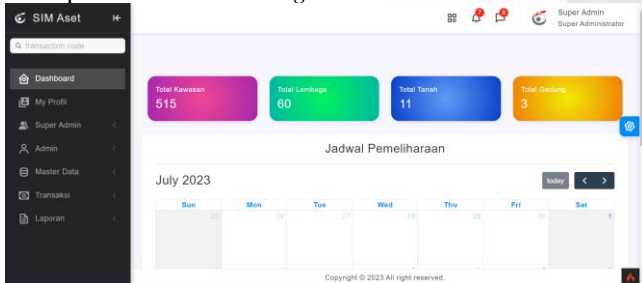 SIM Aset
7
Super Admin
Super Administrator
transaction code
Dashboard
My Profil
Super Admin
Admin
Master Data
Transaksi
Laporan
Total Kawasan
515
Total Lembaga
60
Total Tanah
11
Total Gedung
3
Jadwal Pemeliharaan
July 2023
today
Sun Mon Tue Wed Thu Fri Sat
25 26 27 28 29 30 1
Copyright © 2023 All right reserved.